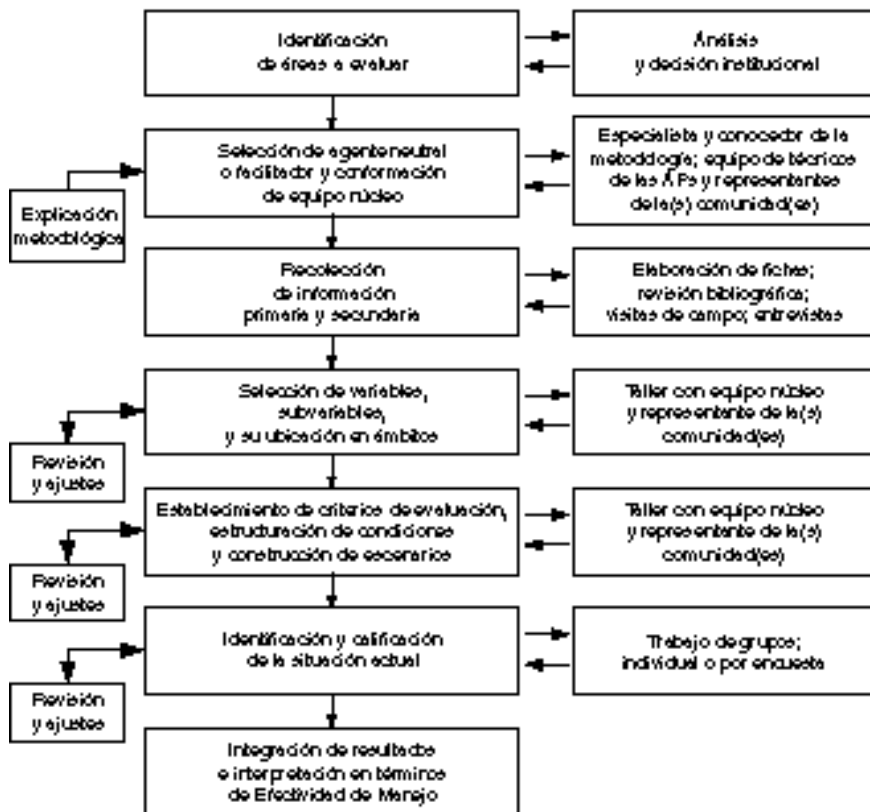 Identificación
de áreas a evaluar
Análisis
y decisión institucional
Selección de agente neutral
o facilitador y conformación
de equipo núcleo
Especialista y conocedor de la
metodología; equipo de técnicos
de las ÁPs y representantes
de la(s) comunidad(es)
Explicación
metodológica
Recolección
de información
primaria y secundaria
Elaboración de fichas;
revisión bibliográfica;
visitas de campo; entrevistas
Selección de variables,
subvariables,
y su ubicación en ámbitos
Taller con equipo núcleo
y representante de la(s)
comunidad(es)
Revisión
y ajustes
Establecimiento de criterios de evaluación,
estructuración de condiciones
y construcción de escenarios
Taller con equipo núcleo
y representante de la(s)
comunidad(es)
Revisión
y ajustes
Identificación y calificación
de la situación actual
Trabajo de grupos;
individual o por encuesta
Revisión
y ajustes
Integración de resultados
e interpretación en términos
de Efectividad de Manejo